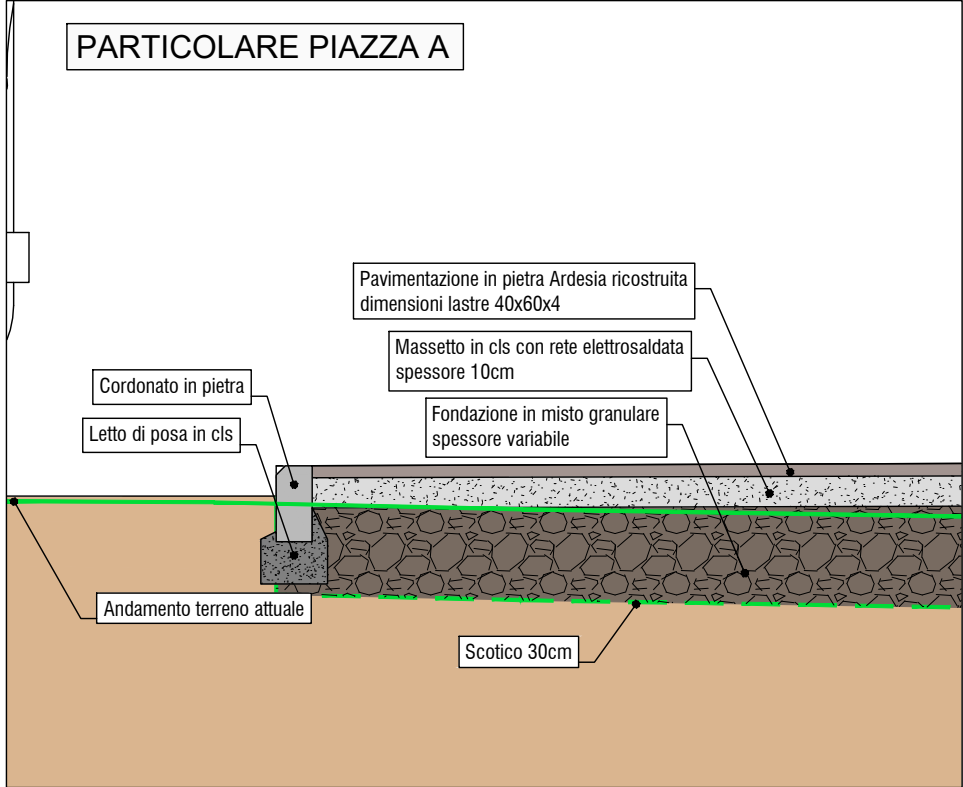 PARTICOLARE PIAZZA A
Pavimentazione in pietra Ardesia ricostruita
dimensioni lastre 40x60x4
Massetto in cls con rete elettrosaldata
spessore 10cm
Cordonato in pietra
Fondazione in misto granulare
spessore variabile
Letto di posa in cls
Andamento terreno attuale
Scotico 30cm